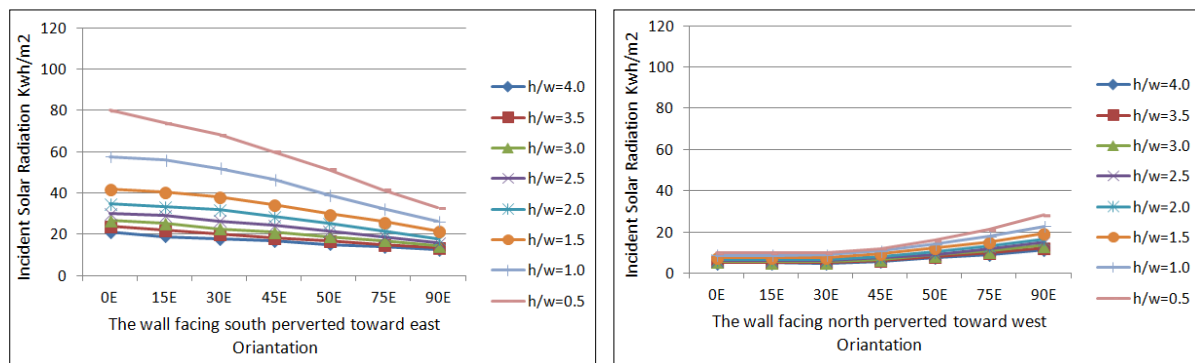 Incident Solar Radiation Kwh/m2
120
100
80
60
40
20
0
0E 15E 30E 45E 50E 75E 90E
The wall facing south perverted toward east
Oriantation
h/w=4.0
h/w=3.5
h/w=3.0
h/w=2.5
h/w=2.0
h/w=1.5
h/w=1.0
h/w=0.5
Incident Solar Radiation Kwh/m2
120
100
80
60
40
20
0
0E 15E 30E 45E 50E 75E 90E
The wall facing north perverted toward west
Oriantation
h/w=4.0
h/w=3.5
h/w=3.0
h/w=2.5
h/w=2.0
h/w=1.5
h/w=1.0
h/w=0.5